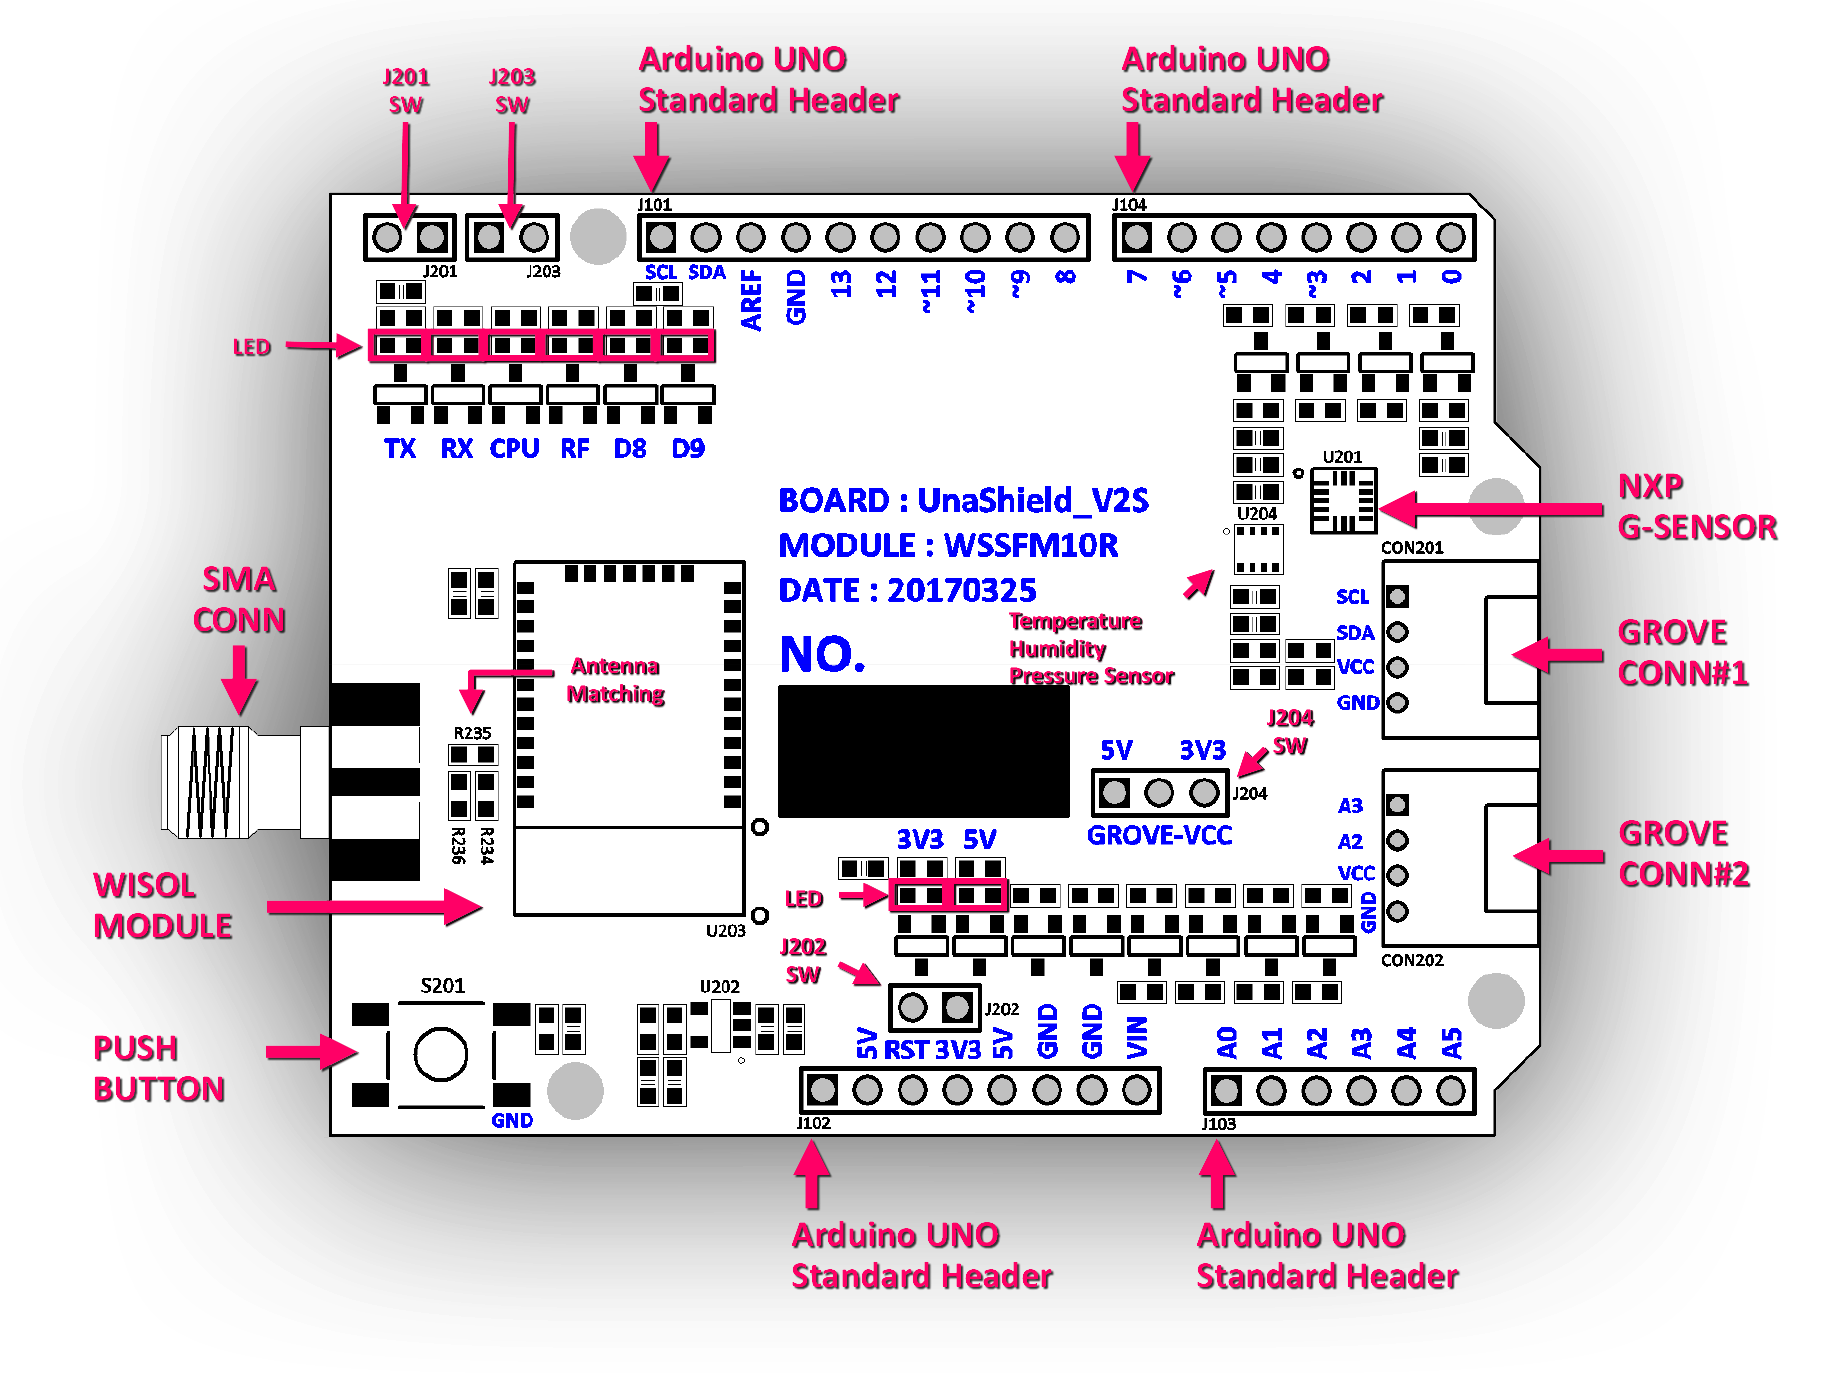 J201
SW
J203
SW
Arduino UNO
Standard Header
Arduino UNO
Standard Header
J101
J104
J201
J203
SCL
SDA
AREF
GND
13
12
~11
~10
~9
8
7
~6
~5
4
~3
2
1
0
LED
TX
RX
CPU
RF
D8
D9
U201
NXP
G-SENSOR
BOARD : UnaShield_V2S
MODULE : WSSFM10R
DATE : 20170325
NO.
U204
Temperature
Humidity
Pressure Sensor
CON201
SCL
SDA
VCC
GND
GROVE
CONN#1
SMA
CONN
Antenna
Matching
R235
R236
R234
J204
SW
5V
3V3
J204
GROVE-VCC
A3
A2
VCC
GND
GROVE
CONN#2
CON202
WISOL
MODULE
U203
3V3
5V
LED
J202
SW
J202
S201
U202
PUSH
BUTTON
GND
5V
RST
3V3
5V
GND
GND
VIN
A0
A1
A2
A3
A4
A5
J102
J103
Arduino UNO
Standard Header
Arduino UNO
Standard Header